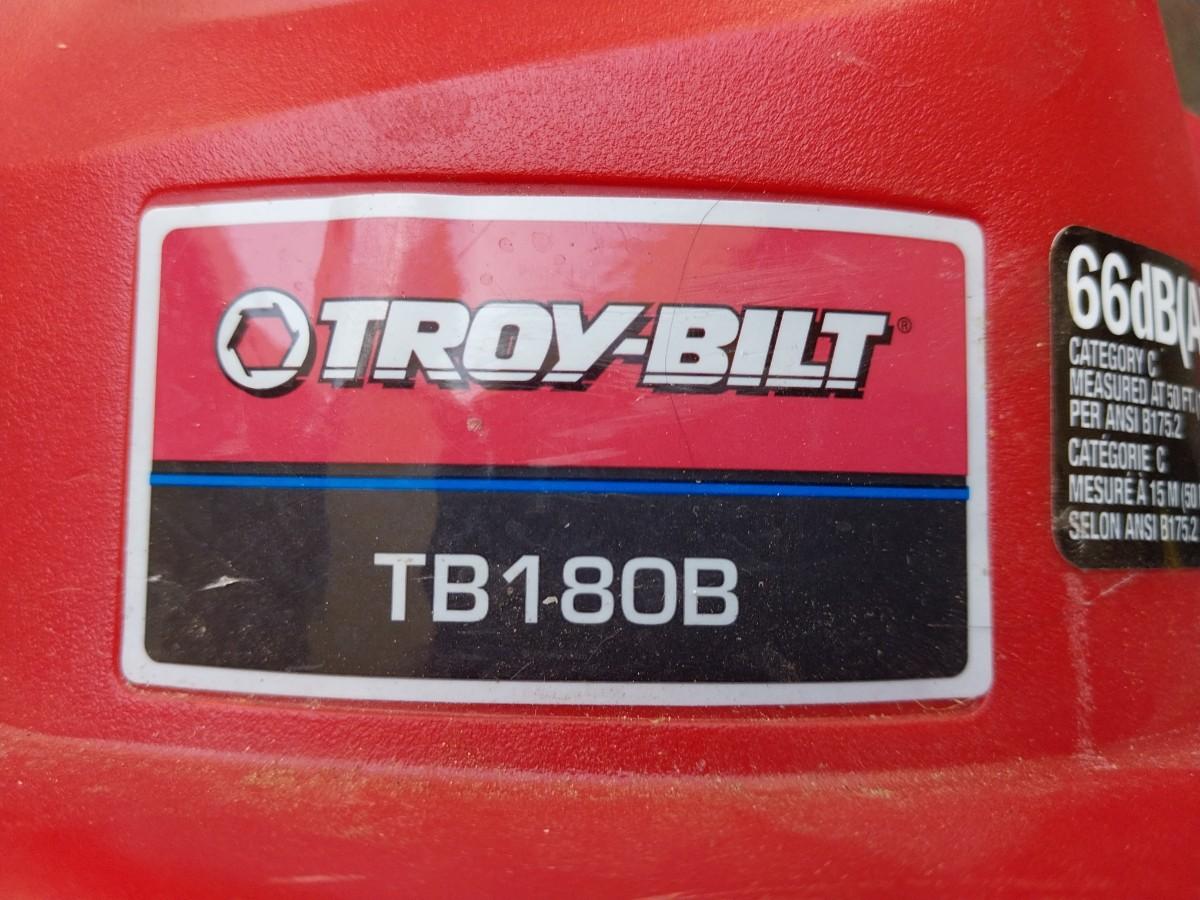 TROY-BILT®
TB180B
66dB(A
CATEGORY C
MEASURED AT 50 FT.
PER ANSI B175.2
CATÉGORIE C
MESURÉ À 15 M (50
SELON ANSI B175.2